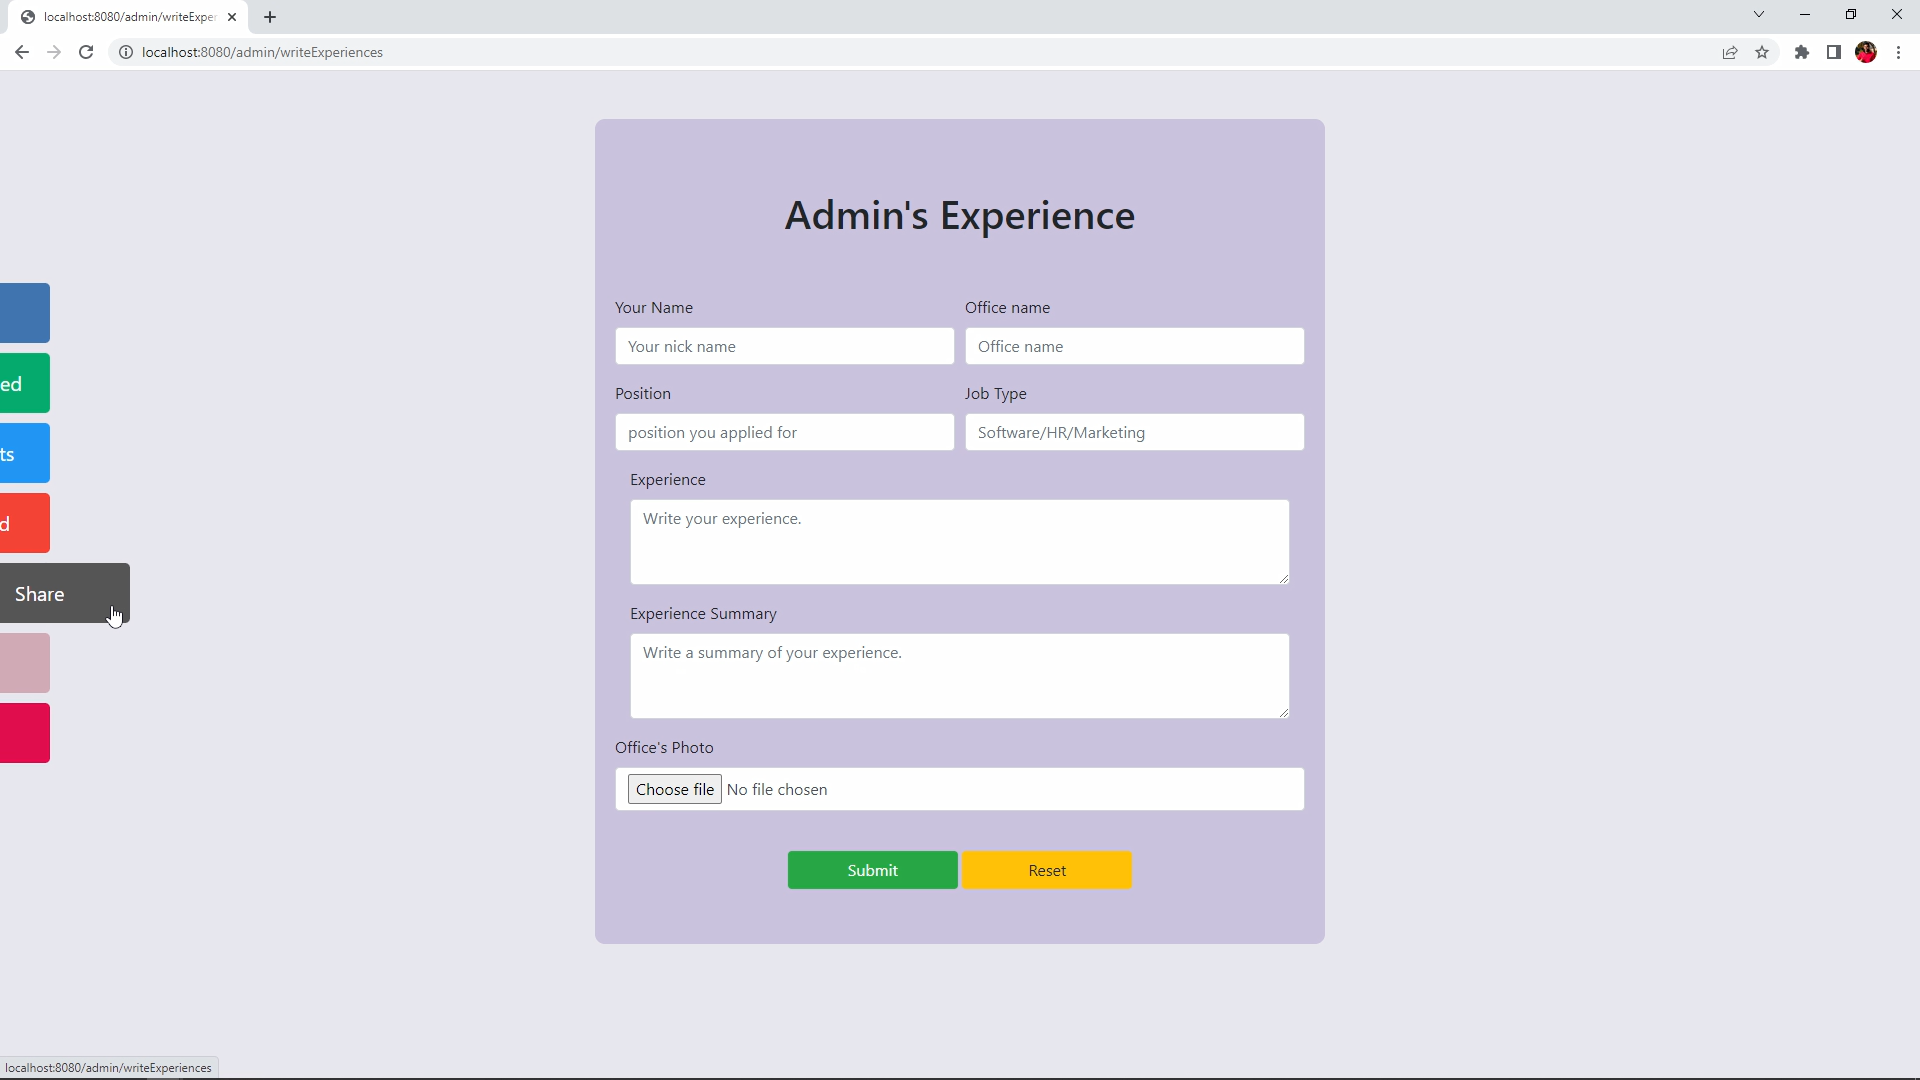 localhost:8080/admin/writeExper
localhost:8080/admin/writeExperiences
Admin's Experience
Your Name
Office name
Your nick name
Office name
Position
Job Type
position you applied for
Software/HR/Marketing
Experience
Write your experience.
Experience Summary
Write a summary of your experience.
Office's Photo
Choose file No file chosen
Submit
Reset
ed
ts
d
Share
localhost:8080/admin/writeExperiences